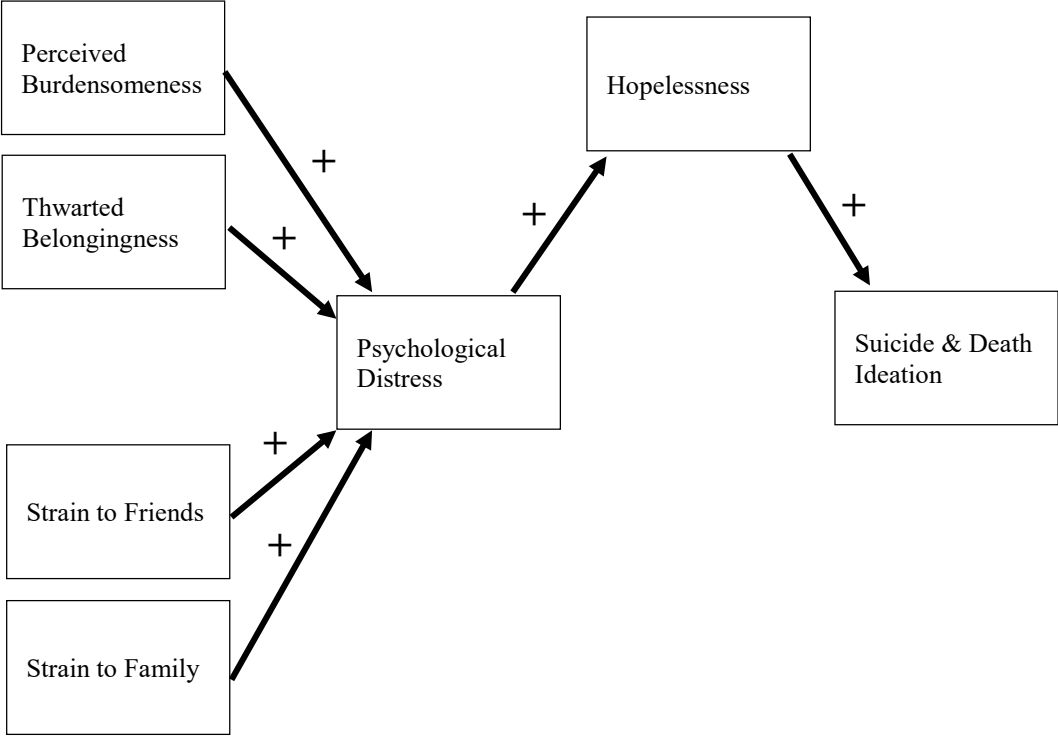 Perceived
Burdensomeness
+
Thwarted
Belongingness
+
Strain to Friends
+
Strain to Family
+
Psychological
Distress
+
Hopelessness
+
Suicide & Death
Ideation